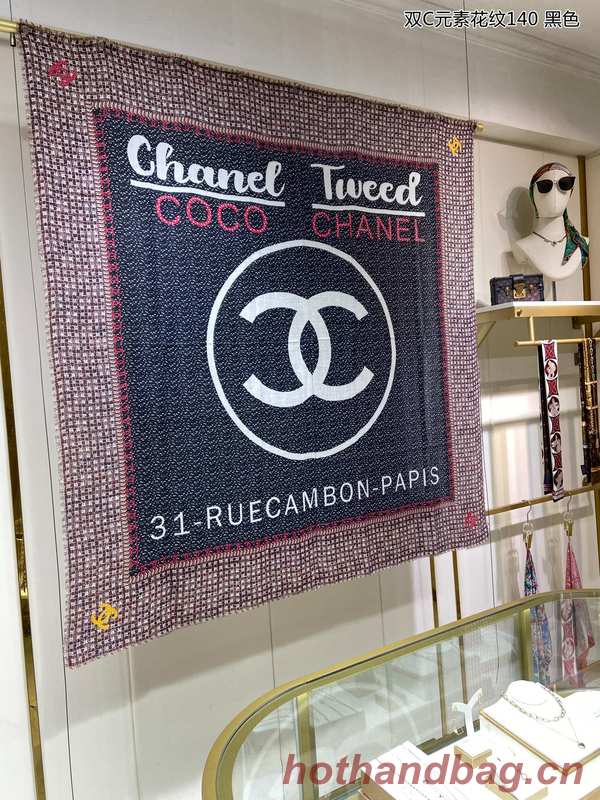 双C元素花纹140 黑色
Chanel Tweed
COCO CHANEL
31-RUECAMBON-PAPIS
hothandbag.cn